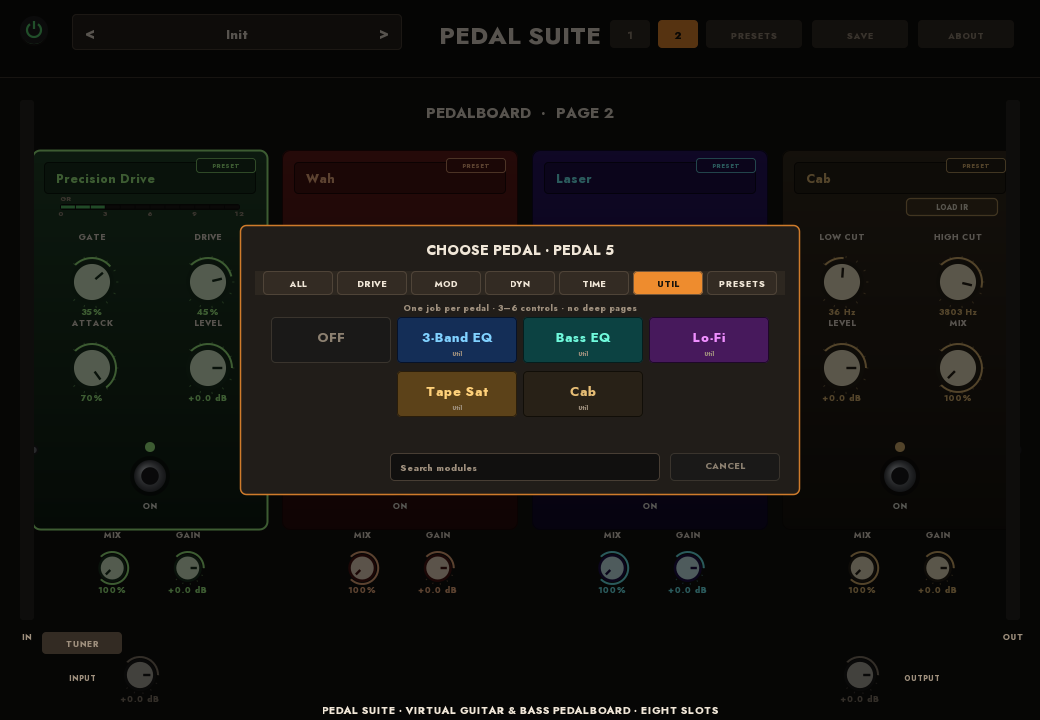 < Init > PEDAL SUITE 1 2 PRESETS SAVE ABOUT
PEDALBOARD · PAGE 2
PRESET PRESET PRESET PRESET
Precision Drive Wah Laser Cab
ON
0 3 6 9 12
LOAD IR
GATE DRIVE LOW CUT HIGH CUT
35% 45% 36 Hz 3803 Hz
ATTACK LEVEL LEVEL MIX
70% +0.0 dB +0.0 dB 100%
CHOOSE PEDAL · PEDAL 5
ALL DRIVE MOD DYN TIME UTIL PRESETS
One job per pedal · 3–6 controls · no deep pages
OFF 3-Band EQ Bass EQ Lo-Fi
Util Util Util
Tape Sat Cab
Util Util
Search modules CANCEL
ON ON ON ON
MIX GAIN MIX GAIN MIX GAIN MIX GAIN
100% +0.0 dB 100% +0.0 dB 100% +0.0 dB 100% +0.0 dB
IN TUNER OUT
INPUT OUTPUT
+0.0 dB +0.0 dB
PEDAL SUITE · VIRTUAL GUITAR & BASS PEDALBOARD · EIGHT SLOTS